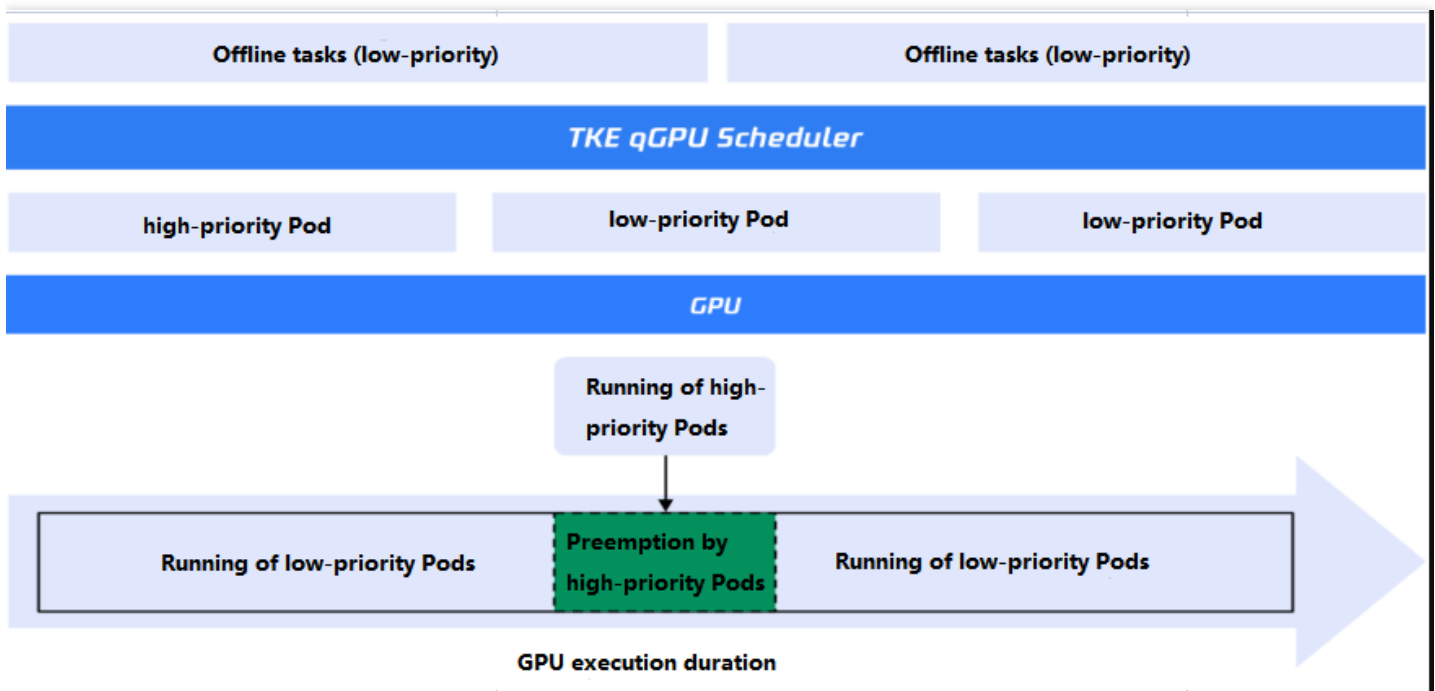 Offline tasks (low-priority)
Offline tasks (low-priority)
TKE qGPU Scheduler
high-priority Pod
low-priority Pod
low-priority Pod
GPU
Running of high-
priority Pods
Running of low-priority Pods
Preemption by
high-priority Pods
Running of low-priority Pods
GPU execution duration